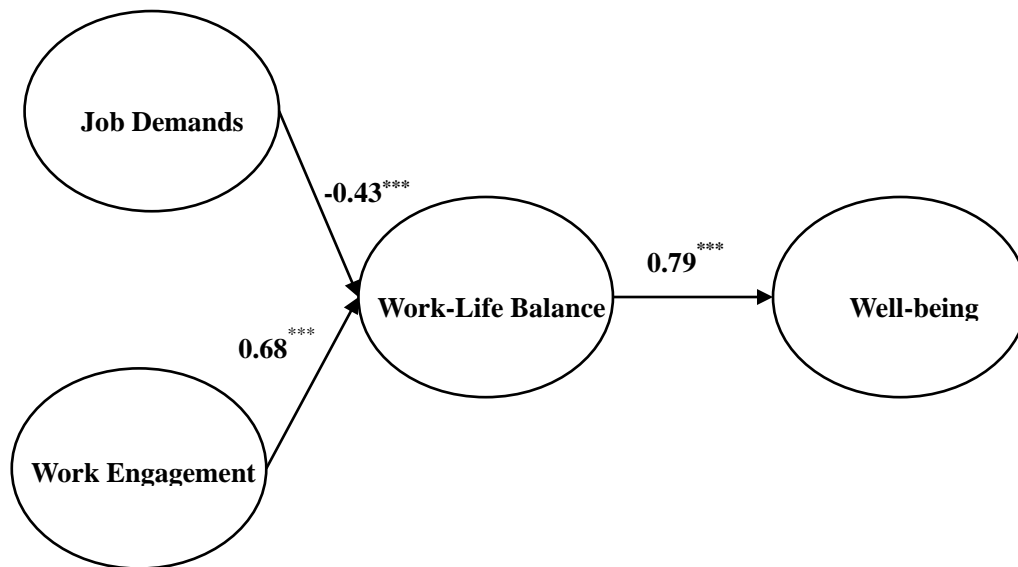 Job Demands
-0.43***
0.79***
Work-Life Balance
Well-being
0.68***
Work Engagement